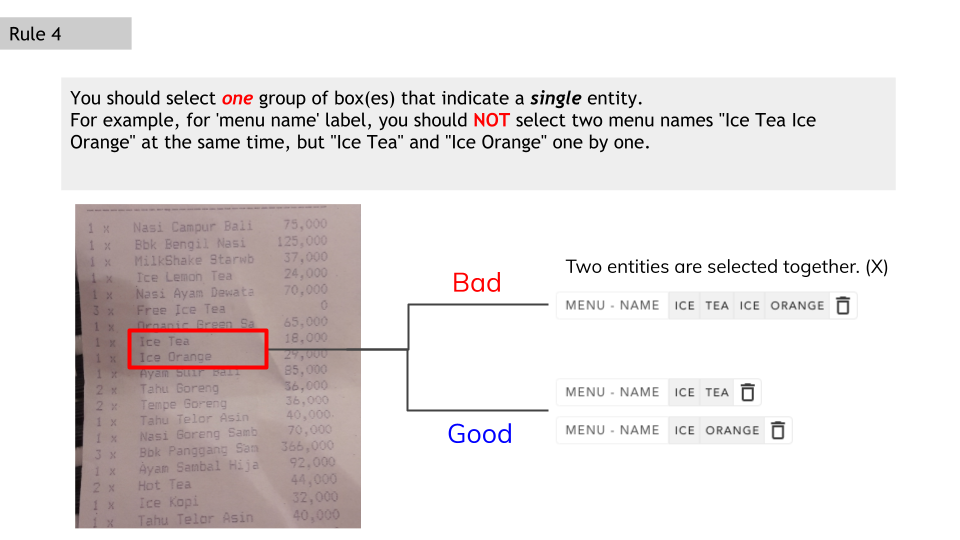 Rule 4
You should select one group of box(es) that indicate a single entity.
For example, for 'menu name' label, you should NOT select two menu names "Ice Tea Ice
Orange" at the same time, but "Ice Tea" and "Ice Orange" one by one.
1 x Nasi Campur Bali 75,000
1 x Bbk Bengil Nasi 125,000
1 x MilkShake Starwb 37,000
1 x Ice Lemon Tea 24,000
1 x Nasi Ayam Dewata 70,000
3 x Free Ice Tea 0
1 x Organic Green Sa 65,000
1 x Ice Tea 18,000
1 x Ice Orange 29,000
1 x Ayam Suir Bali 85,000
2 x Tahu Goreng 36,000
2 x Tempe Goreng 36,000
1 x Tahu Telor Asin 40,000
1 x Nasi Goreng Samb 70,000
3 x Bbk Panggang Sam 366,000
1 x Ayam Sambal Hija 92,000
2 x Hot Tea 44,000
1 x Ice Kopi 32,000
1 x Tahu Telor Asin 40,000
Two entities are selected together. (X)
Bad
MENU - NAME ICE TEA ICE ORANGE
MENU - NAME ICE TEA
Good
MENU - NAME ICE ORANGE